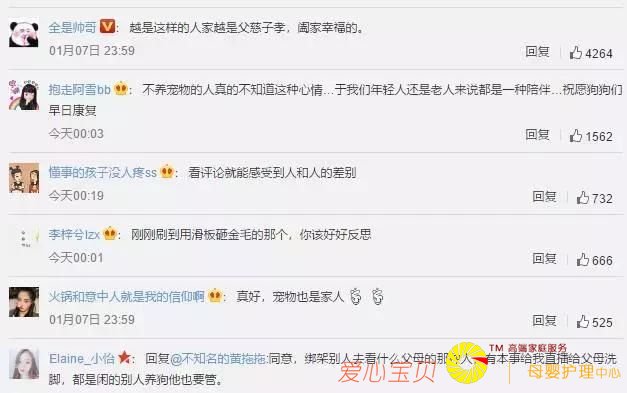 全是帅哥：越是这样的人家越是父慈子孝，阖家幸福的。
01月07日 23:59
回复 4264
抱走阿雪bb：不养宠物的人真的不知道这种心情…于我们年轻人还是老人来说都是一种陪伴…祝愿狗狗们
早日康复
今天00:03
回复 1562
懂事的孩子没人疼ss：看评论就能感受到人和人的差别
今天00:19
回复 732
李梓兮lzx：刚刚刷到用滑板砸金毛的那个，你该好好反思
今天00:01
回复 666
火锅和意中人就是我的信仰啊：真好，宠物也是家人
01月07日 23:59
回复 525
Elaine_小怡：回复@不知名的黄拖拖:同意，绑架别人去看什么父母的那 人 有本事给我直播给父母洗
脚，都是闲的别人养狗他也要管。
爱心宝贝
TM 高端家庭服务
母婴护理中心